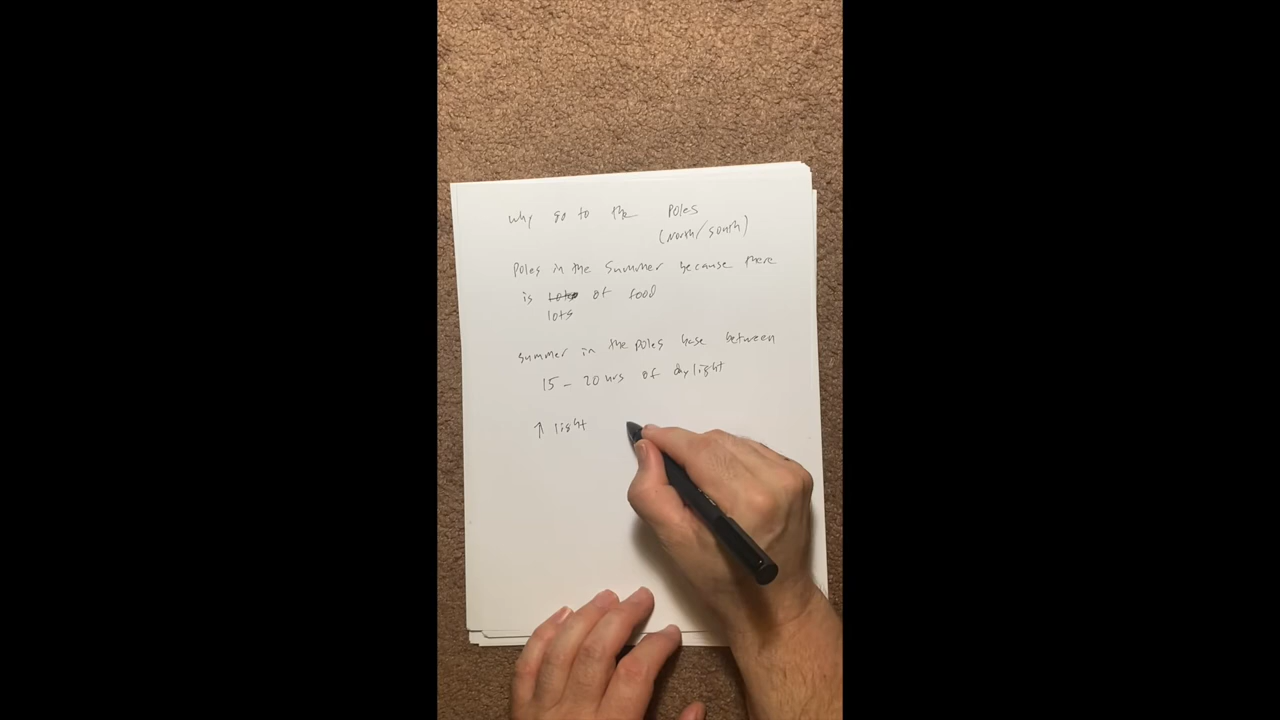 why go to the poles
(North/South)
Poles in the Summer because there
is of food
lots
summer in the poles have between
15 - 20 hrs of daylight
↑ light